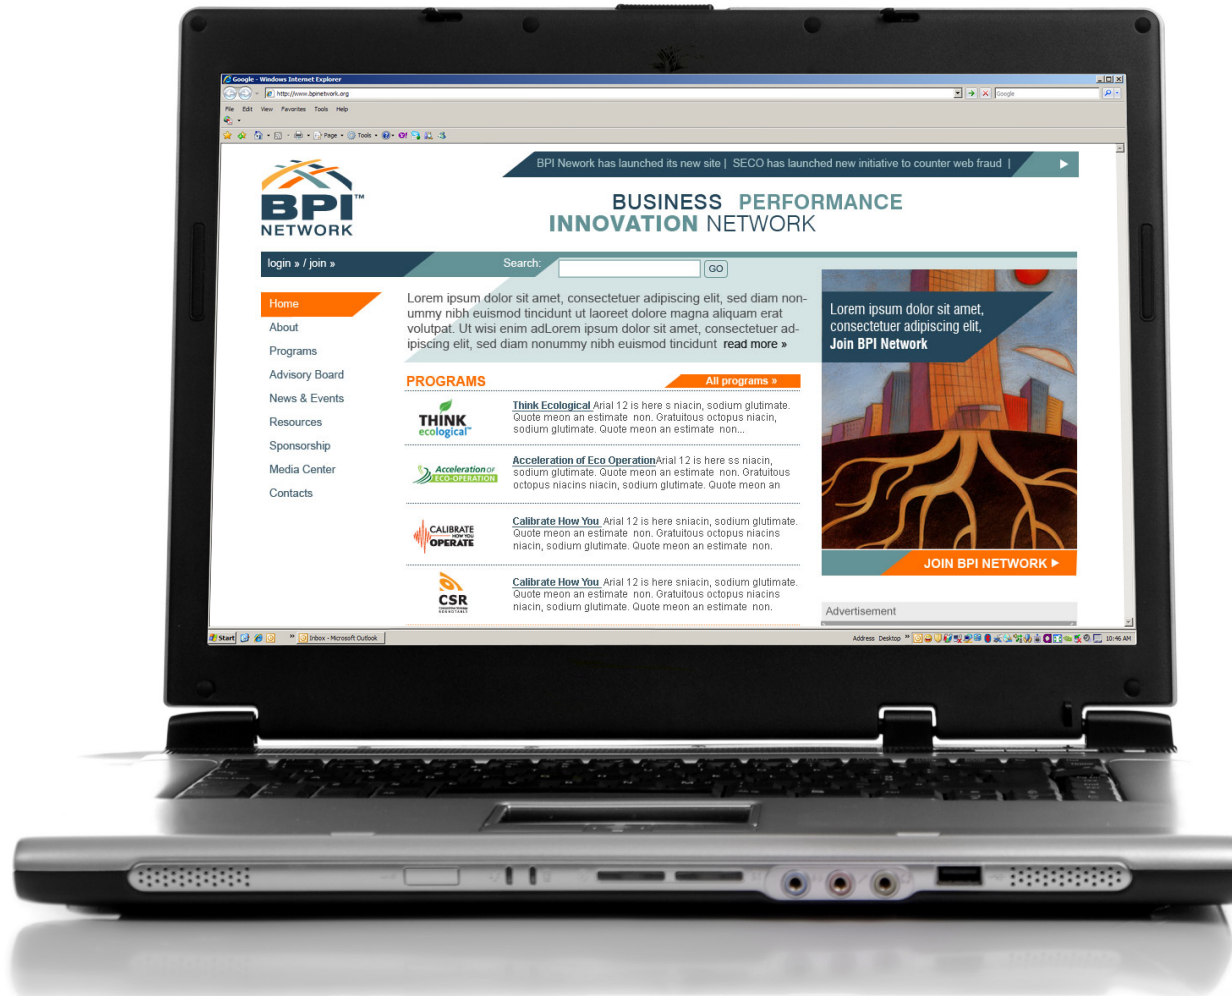 Google - Windows Internet Explorer
http://www.bpinetwork.org
Google
File Edit View Favorites Tools Help
Page Tools
BPI Nework has launched its new site | SECO has launched new initiative to counter web fraud |
BPI™
NETWORK
BUSINESS PERFORMANCE
INNOVATION NETWORK
login » / join »
Search:
GO
Home
About
Programs
Advisory Board
News & Events
Resources
Sponsorship
Media Center
Contacts
Lorem ipsum dolor sit amet, consectetuer adipiscing elit, sed diam non-
ummy nibh euismod tincidunt ut laoreet dolore magna aliquam erat
volutpat. Ut wisi enim adLorem ipsum dolor sit amet, consectetuer ad-
ipiscing elit, sed diam nonummy nibh euismod tincidunt read more »
PROGRAMS
All programs »
THINK
ecological™
Think Ecological Arial 12 is here s niacin, sodium glutimate.
Quote meon an estimate non. Gratuitous octopus niacin,
sodium glutimate. Quote meon an estimate non...
Acceleration OF
ECO-OPERATION
Acceleration of Eco OperationArial 12 is here ss niacin,
sodium glutimate. Quote meon an estimate non. Gratuitous
octopus niacins niacin, sodium glutimate. Quote meon an
CALIBRATE
HOW YOU
OPERATE
Calibrate How You Arial 12 is here sniacin, sodium glutimate.
Quote meon an estimate non. Gratuitous octopus niacins
niacin, sodium glutimate. Quote meon an estimate non.
CSR
Calibrate How You Arial 12 is here sniacin, sodium glutimate.
Quote meon an estimate non. Gratuitous octopus niacins
niacin, sodium glutimate. Quote meon an estimate non.
Lorem ipsum dolor sit amet,
consectetuer adipiscing elit,
Join BPI Network
JOIN BPI NETWORK
Advertisement
Start
Inbox - Microsoft Outlook
Address Desktop
10:46 AM